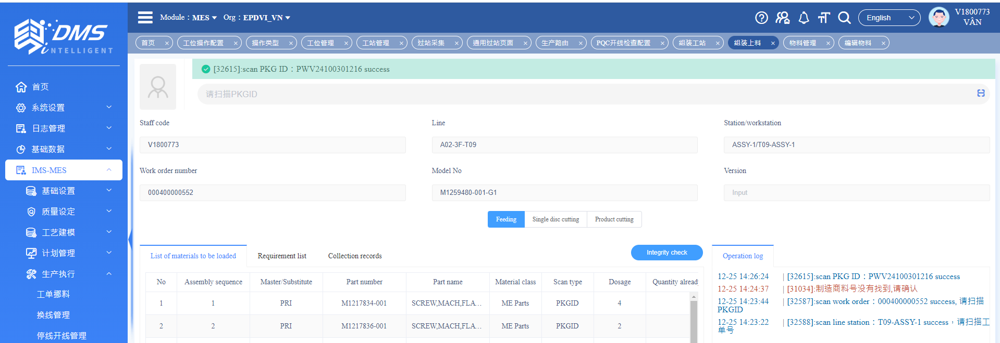 DMS
iNTELLIGENT
首页
系统设置
日志管理
基础数据
IMS-MES
基础设置
质量设定
工艺建模
计划管理
生产执行
工单挪料
换线管理
停线开线管理
Module：MES Org：EPDVI_VN
English
V1800773
VÂN
首页 × 工位操作配置 × 操作类型 × 工位管理 × 工站管理 × 过站采集 × 通用过站页面 × 生产路由 × PQC开线检查配置 × 组装工站 × 组装上料 × 物料管理 × 编辑物料 ×
[32615]:scan PKG ID：PWV24100301216 success
请扫描PKGID
Staff code Line Station/workstation
V1800773 A02-3F-T09 ASSY-1/T09-ASSY-1
Work order number Model No Version
000400000552 M1259480-001-G1 Input
Feeding Single disc cutting Product cutting
List of materials to be loaded Requirement list Collection records Integrity check
No Assembly sequence Master/Substitute Part number Part name Material class Scan type Dosage Quantity already
1 1 PRI M1217834-001 SCREW,MACH,FLA... ME Parts PKGID 4
2 2 PRI M1217836-001 SCREW,MACH,FLA... ME Parts PKGID 2
Operation log
12-25 14:26:24 | [32615]:scan PKG ID：PWV24100301216 success
12-25 14:24:37 | [31034]:制造商料号没有找到,请确认
12-25 14:23:44 | [32587]:scan work order：000400000552 success, 请扫描
PKGID
12-25 14:23:22 | [32588]:scan line station：T09-ASSY-1 success，请扫描工
单号